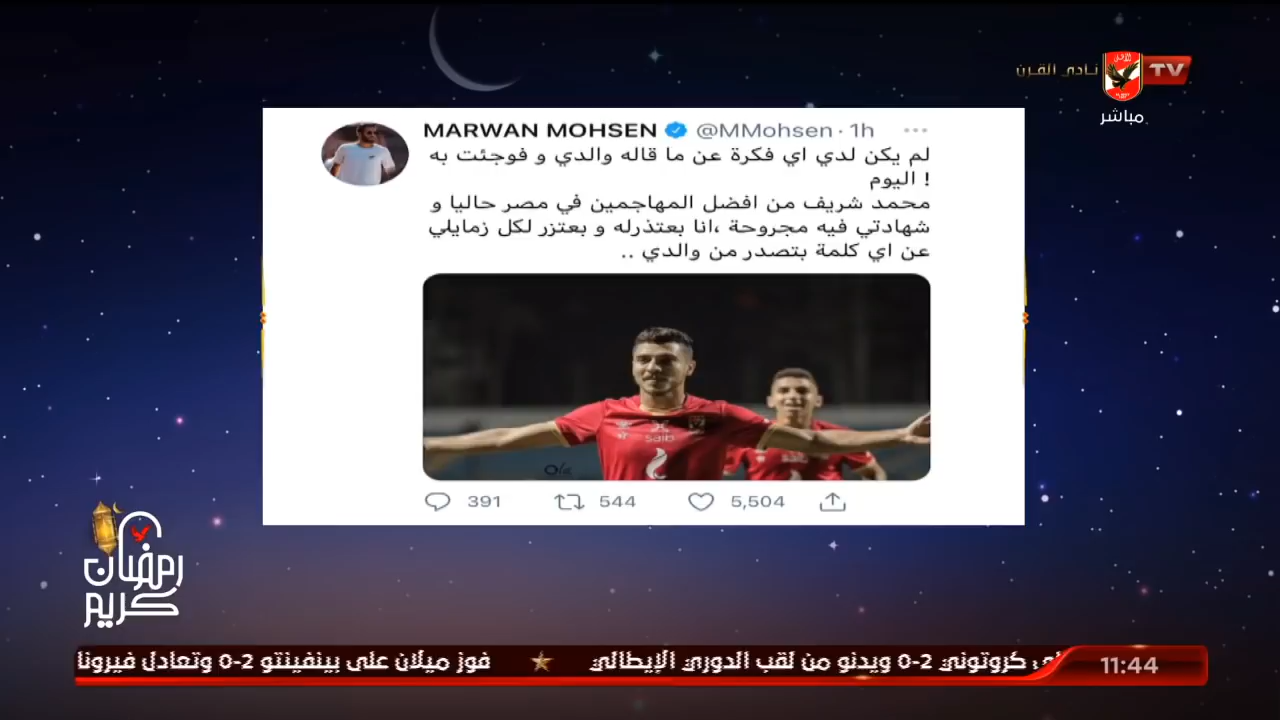 نادي القرن
TV
مباشر
MARWAN MOHSEN @MMohsen · 1h
لم يكن لدي اي فكرة عن ما قاله والدي و فوجئت به
اليوم !
محمد شريف من افضل المهاجمين في مصر حاليا و
شهادتي فيه مجروحة ،انا بعتذرله و بعتزر لكل زمايلي
عن اي كلمة بتصدر من والدي ..
saib
Ola
391 544 5,504
رمضان
كريم
كروتوني 2-0 ويدنو من لقب الدوري الإيطالي
فوز ميلان على بينفينتو 2-0 وتعادل فيرونا
11:44